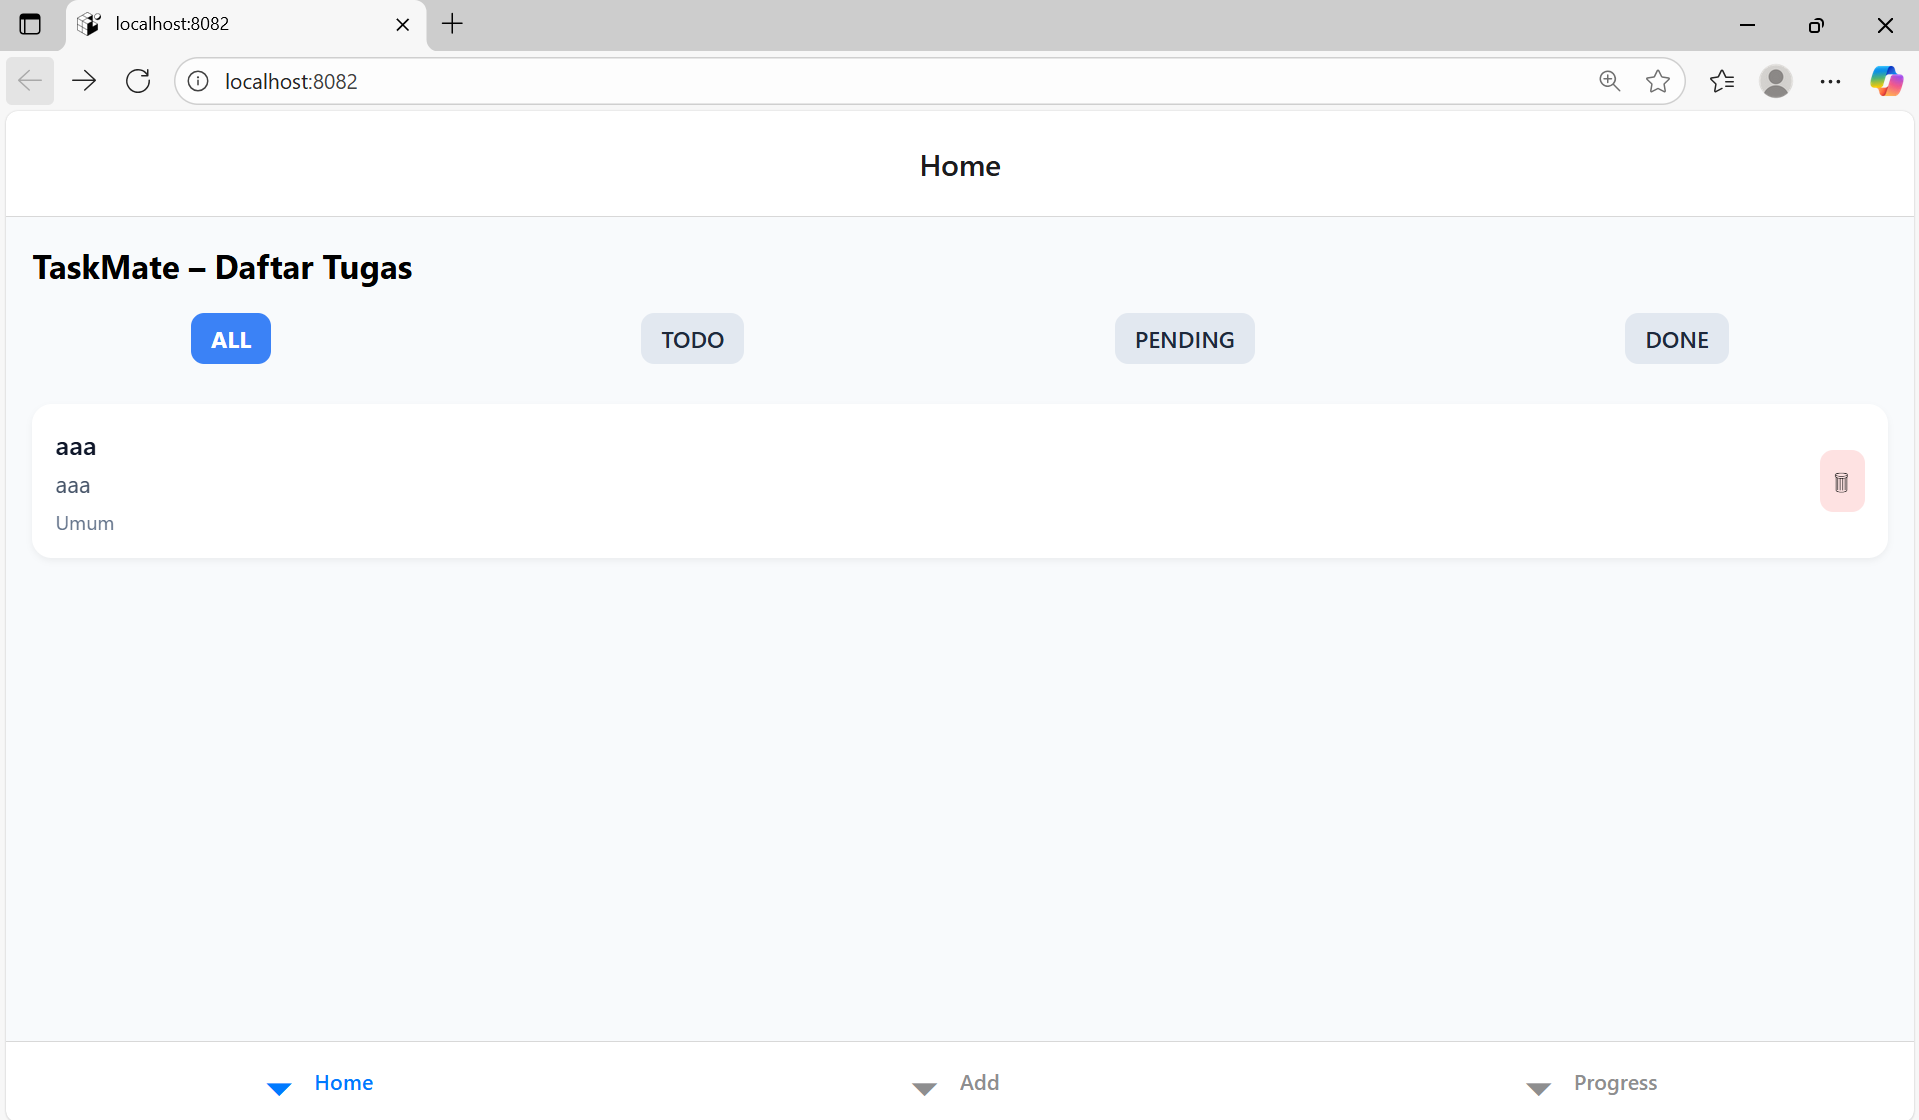 localhost:8082
localhost:8082
Home
TaskMate – Daftar Tugas
ALL TODO PENDING DONE
aaa
aaa
Umum
Home Add Progress